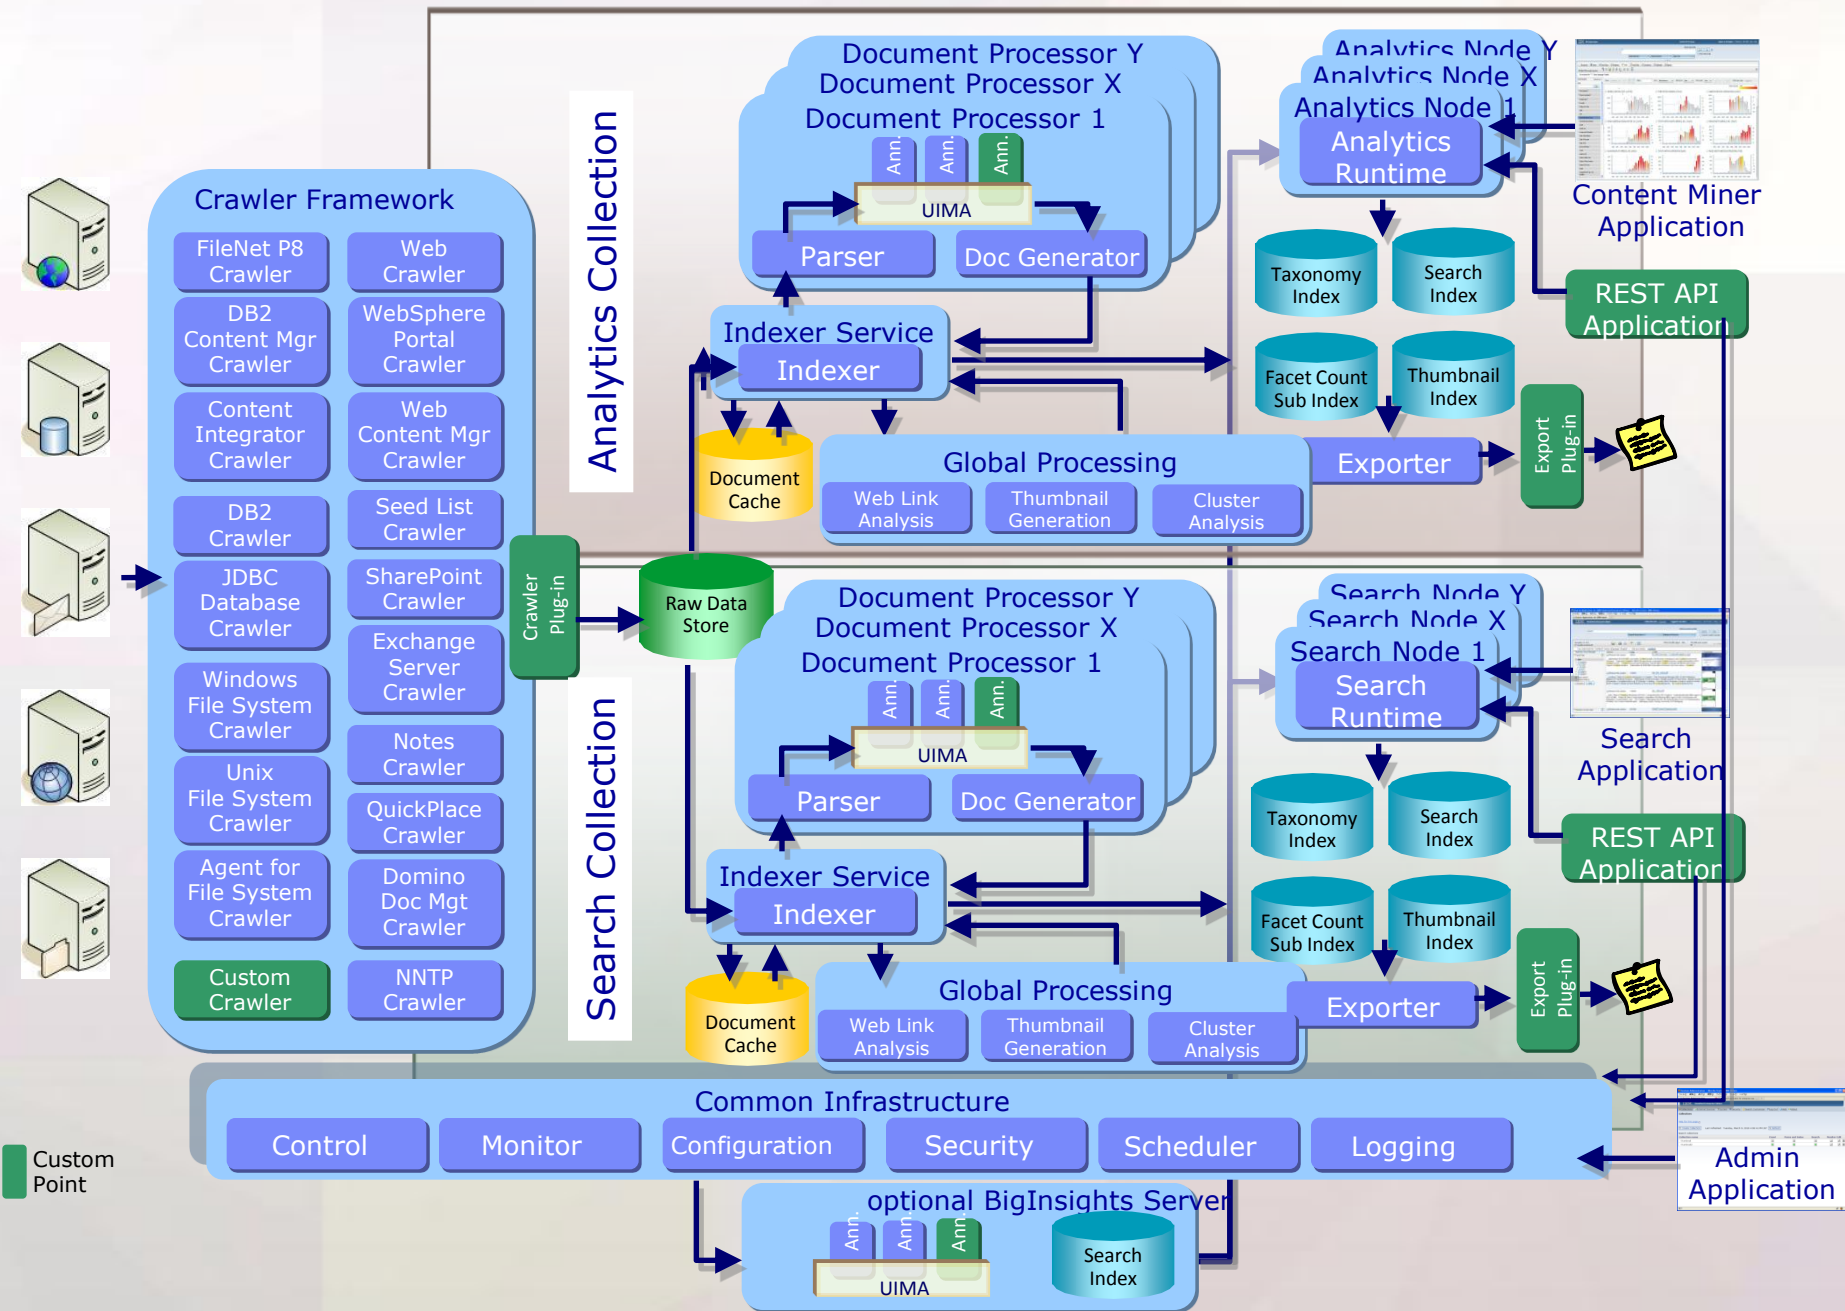 Document Processor Y
Document Processor X
Document Processor 1
Ann.
Ann.
Ann.
UIMA
Parser
Doc Generator
Analytics Node Y
Analytics Node X
Analytics Node 1
Analytics
Runtime
Content Miner
Application
Analytics Collection
Crawler Framework
FileNet P8
Crawler
Web
Crawler
DB2
Content Mgr
Crawler
WebSphere
Portal
Crawler
Content
Integrator
Crawler
Web
Content Mgr
Crawler
DB2
Crawler
Seed List
Crawler
JDBC
Database
Crawler
SharePoint
Crawler
Exchange
Server
Crawler
Windows
File System
Crawler
Notes
Crawler
Unix
File System
Crawler
QuickPlace
Crawler
Agent for
File System
Crawler
Domino
Doc Mgt
Crawler
Custom
Crawler
NNTP
Crawler
Crawler
Plug-in
Raw Data
Store
Indexer Service
Indexer
Document
Cache
Global Processing
Web Link
Analysis
Thumbnail
Generation
Cluster
Analysis
Taxonomy
Index
Search
Index
Facet Count
Sub Index
Thumbnail
Index
REST API
Application
Exporter
Export
Plug-in
Search Collection
Document Processor Y
Document Processor X
Document Processor 1
Ann.
Ann.
Ann.
UIMA
Parser
Doc Generator
Indexer Service
Indexer
Document
Cache
Global Processing
Web Link
Analysis
Thumbnail
Generation
Cluster
Analysis
Search Node Y
Search Node X
Search Node 1
Search
Runtime
Search
Application
Taxonomy
Index
Search
Index
Facet Count
Sub Index
Thumbnail
Index
REST API
Application
Exporter
Export
Plug-in
Common Infrastructure
Control
Monitor
Configuration
Security
Scheduler
Logging
Admin
Application
Custom
Point
optional BigInsights Server
Ann.
Ann.
Ann.
UIMA
Search
Index